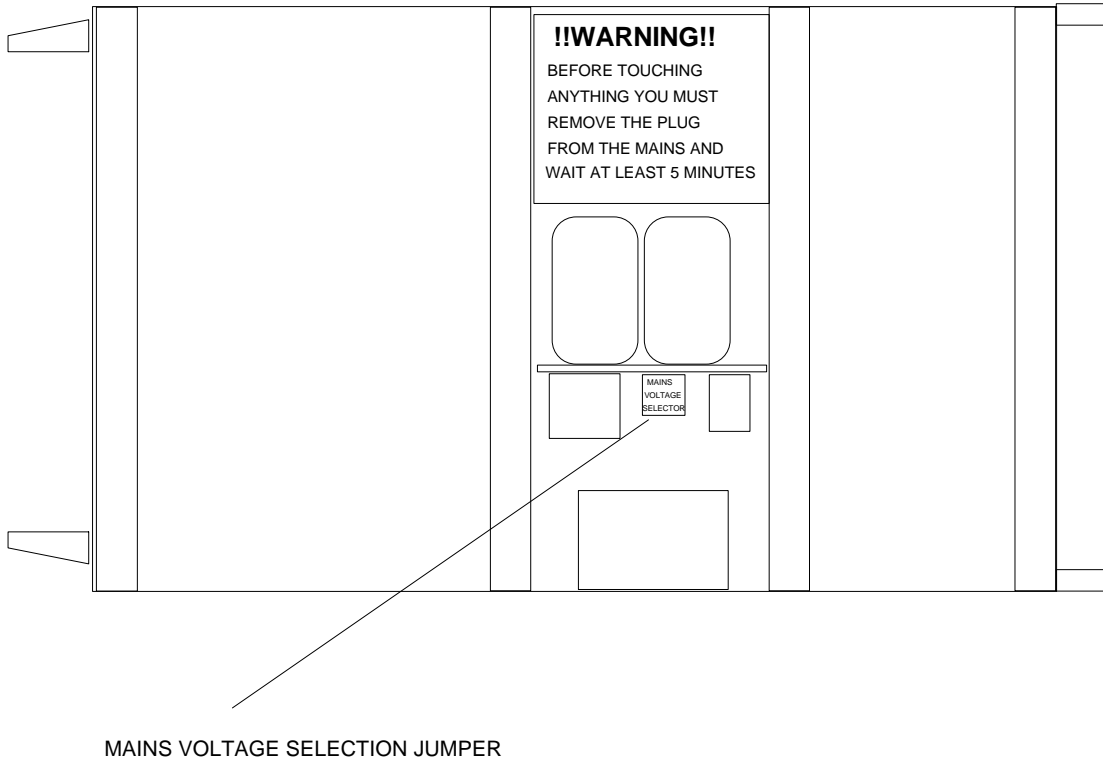 !!WARNING!!
BEFORE TOUCHING
ANYTHING YOU MUST
REMOVE THE PLUG
FROM THE MAINS AND
WAIT AT LEAST 5 MINUTES
MAINS
VOLTAGE
SELECTOR
MAINS VOLTAGE SELECTION JUMPER